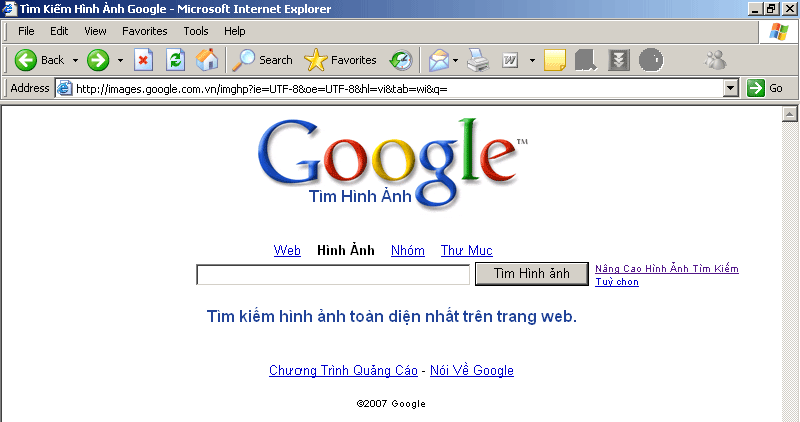 Tìm Kiếm Hình Ảnh Google - Microsoft Internet Explorer
File Edit View Favorites Tools Help
Back Search Favorites
Address http://images.google.com.vn/imghp?ie=UTF-8&oe=UTF-8&hl=vi&tab=wi&q= Go
Google™
Tìm Hình Ảnh
Web Hình Ảnh Nhóm Thư Mục
Tìm Hình ảnh Nâng Cao Hình Ảnh Tìm Kiếm
Tuỳ chọn
Tìm kiếm hình ảnh toàn diện nhất trên trang web.
Chương Trình Quảng Cáo - Nói Về Google
©2007 Google